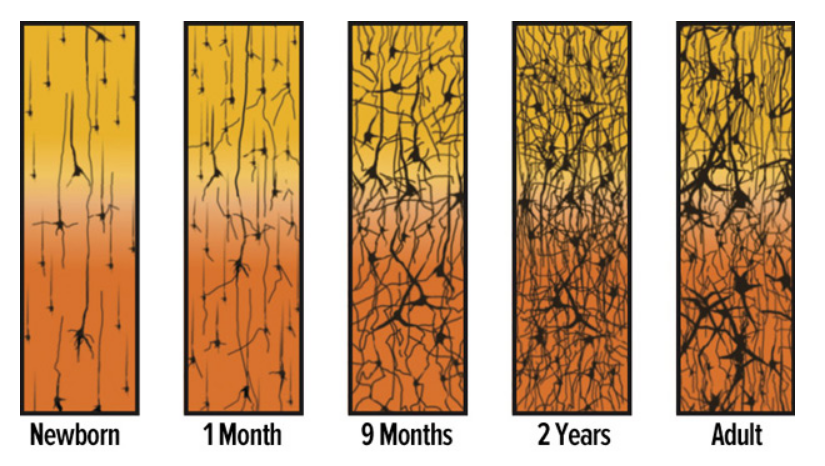 Newborn
1 Month
9 Months
2 Years
Adult